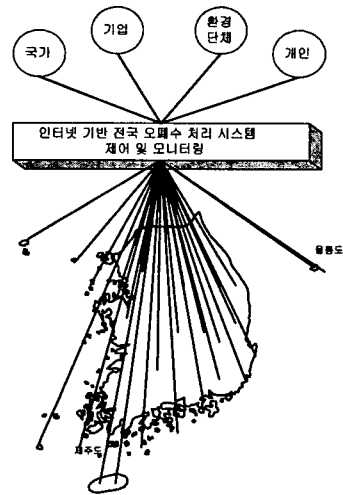 국가
기업
환경
단체
개인
인터넷 기반 전국 오폐수 처리 시스템
제어 및 모니터링
울릉도
제주도